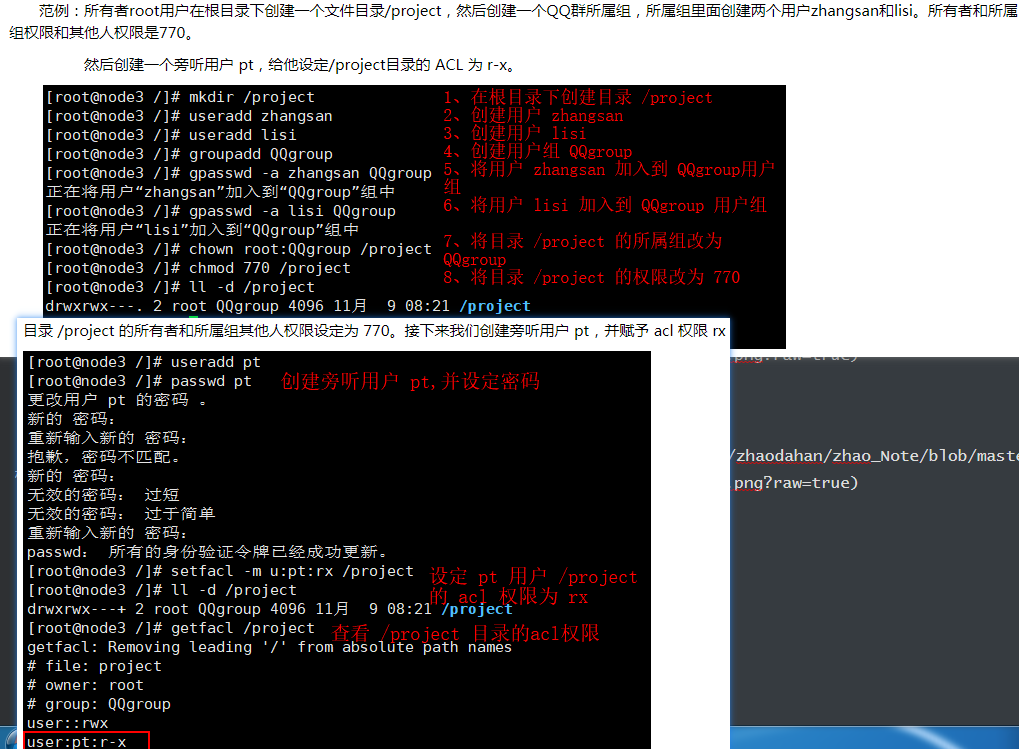 范例：所有者root用户在根目录下创建一个文件目录/project，然后创建一个QQ群所属组，所属组里面创建两个用户zhangsan和lisi。所有者和所属
组权限和其他人权限是770。
然后创建一个旁听用户 pt，给他设定/project目录的 ACL 为 r-x。
[root@node3 /]# mkdir /project 1、在根目录下创建目录 /project
[root@node3 /]# useradd zhangsan 2、创建用户 zhangsan
[root@node3 /]# useradd lisi 3、创建用户 lisi
[root@node3 /]# groupadd QQgroup 4、创建用户组 QQgroup
[root@node3 /]# gpasswd -a zhangsan QQgroup 5、将用户 zhangsan 加入到 QQgroup用户
正在将用户“zhangsan”加入到“QQgroup”组中 组
[root@node3 /]# gpasswd -a lisi QQgroup 6、将用户 lisi 加入到 QQgroup 用户组
正在将用户“lisi”加入到“QQgroup”组中
[root@node3 /]# chown root:QQgroup /project 7、将目录 /project 的所属组改为
QQgroup
[root@node3 /]# chmod 770 /project 8、将目录 /project 的权限改为 770
[root@node3 /]# ll -d /project
drwxrwx---. 2 root QQgroup 4096 11月  9 08:21 /project
目录 /project 的所有者和所属组其他人权限设定为 770。接下来我们创建旁听用户 pt，并赋予 acl 权限 rx
[root@node3 /]# useradd pt
[root@node3 /]# passwd pt 创建旁听用户 pt,并设定密码
更改用户 pt 的密码 。
新的 密码：
重新输入新的 密码：
抱歉，密码不匹配。
新的 密码：
无效的密码： 过短
无效的密码： 过于简单
重新输入新的 密码：
passwd： 所有的身份验证令牌已经成功更新。
[root@node3 /]# setfacl -m u:pt:rx /project 设定 pt 用户 /project
[root@node3 /]# ll -d /project 的 acl 权限为 rx
drwxrwx---+ 2 root QQgroup 4096 11月  9 08:21 /project
[root@node3 /]# getfacl /project 查看 /project 目录的acl权限
getfacl: Removing leading '/' from absolute path names
# file: project
# owner: root
# group: QQgroup
user::rwx
user:pt:r-x
png?raw=true)
/zhaodahan/zhao_Note/blob/maste
png?raw=true)